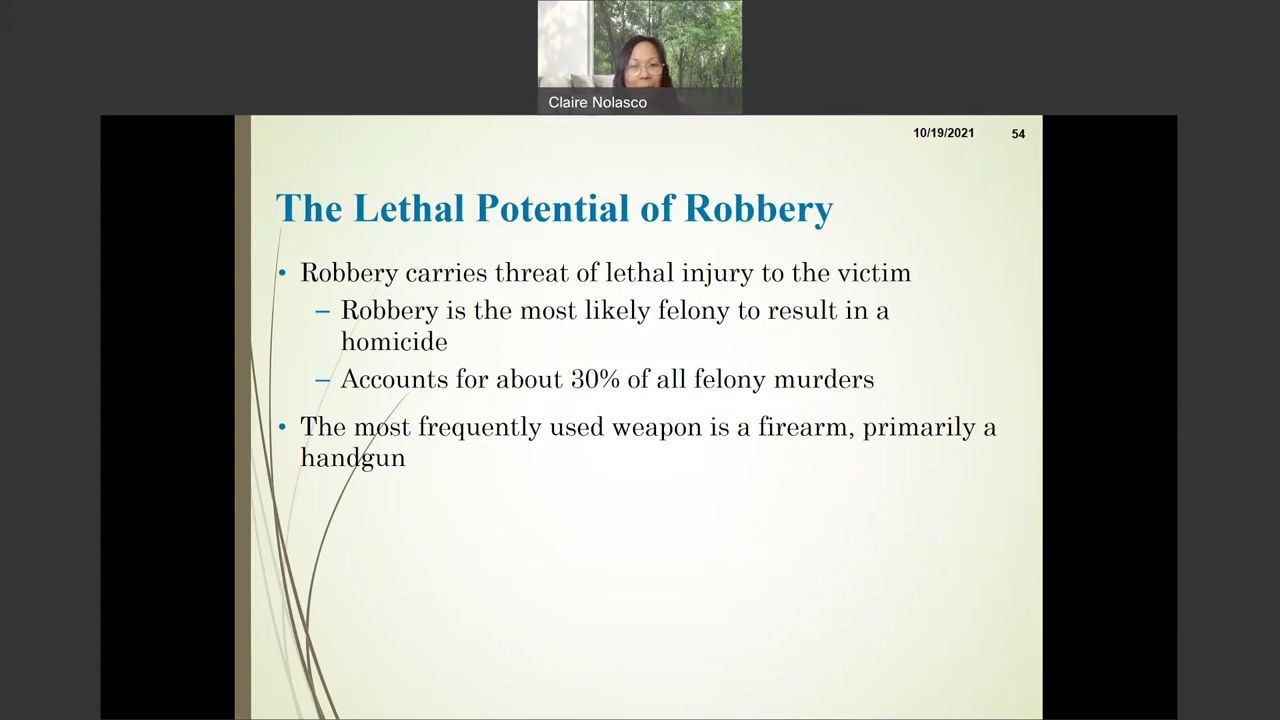 Claire Nolasco
10/19/2021 54
The Lethal Potential of Robbery
• Robbery carries threat of lethal injury to the victim
– Robbery is the most likely felony to result in a
homicide
– Accounts for about 30% of all felony murders
• The most frequently used weapon is a firearm, primarily a
handgun